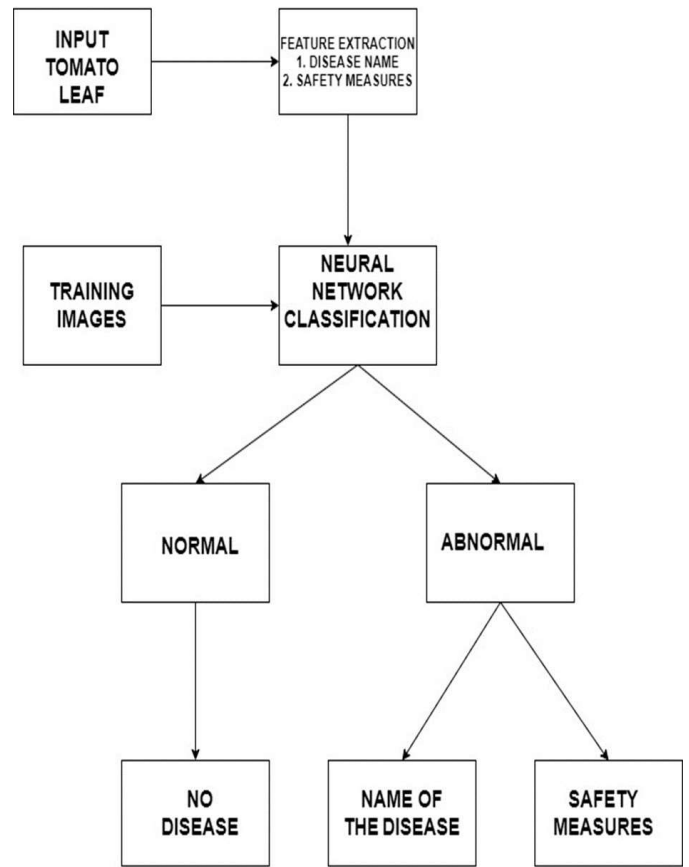 INPUT
TOMATO
LEAF
FEATURE EXTRACTION
1. DISEASE NAME
2. SAFETY MEASURES
TRAINING
IMAGES
NEURAL
NETWORK
CLASSIFICATION
NORMAL
ABNORMAL
NO
DISEASE
NAME OF
THE DISEASE
SAFETY
MEASURES